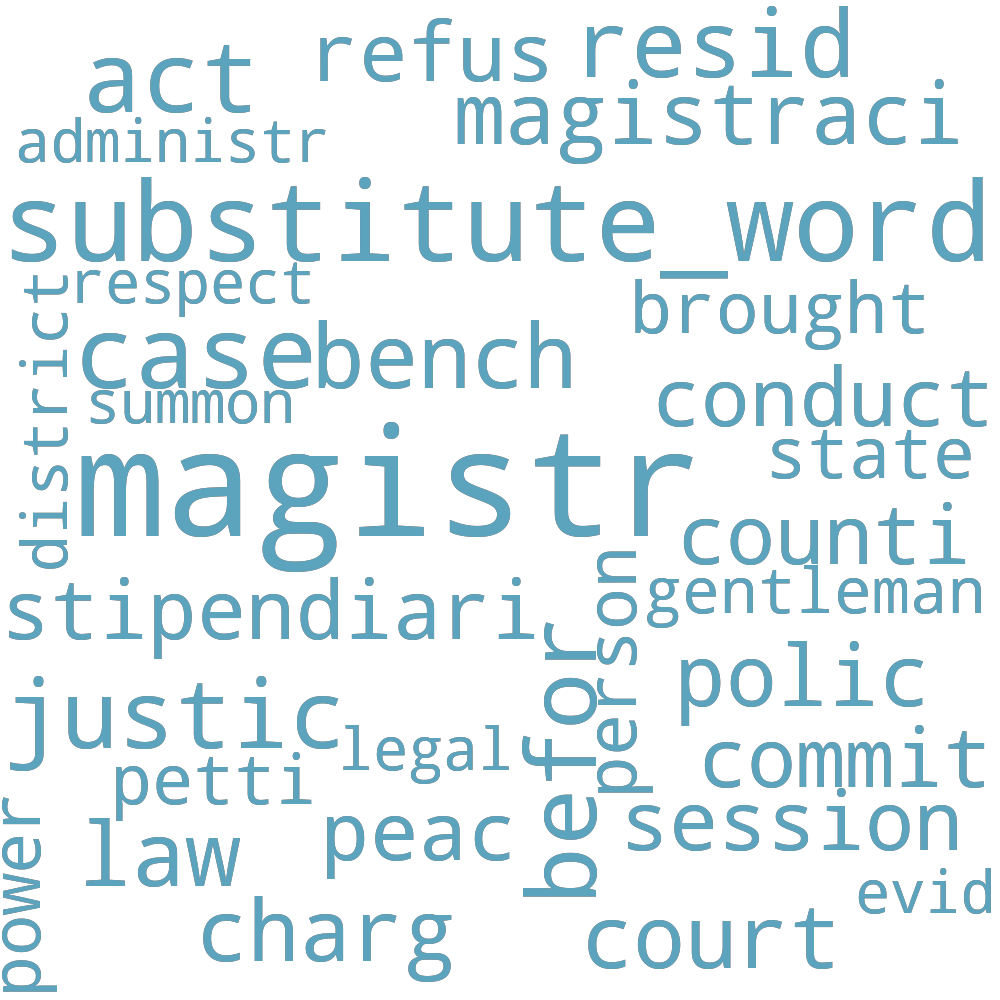 refus
resid
act
magistraci
administr
substitute_word
respect
brought
district
case
bench
summon
conduct
magistr
state
counti
gentleman
person
stipendiari
befor
polic
justic
legal
commit
petti
session
power
law
peac
evid
charg
court